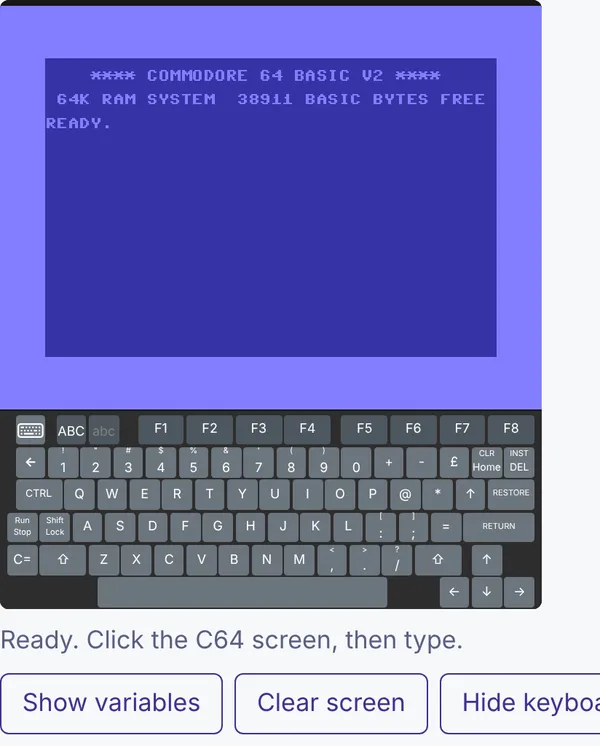 **** COMMODORE 64 BASIC V2 ****
64K RAM SYSTEM  38911 BASIC BYTES FREE
READY.
ABC abc F1 F2 F3 F4 F5 F6 F7 F8
← ! 1 " 2 # 3 $ 4 % 5 & 6 ' 7 ( 8 ) 9 0 + - £ CLR Home INST DEL
CTRL Q W E R T Y U I O P @ * ↑ RESTORE
Run Stop Shift Lock A S D F G H J K L [ : ] ; = RETURN
C= ⇧ Z X C V B N M < , > . ? / ⇧ ↑
← ↓ →
Ready. Click the C64 screen, then type.
Show variables Clear screen Hide keyboa